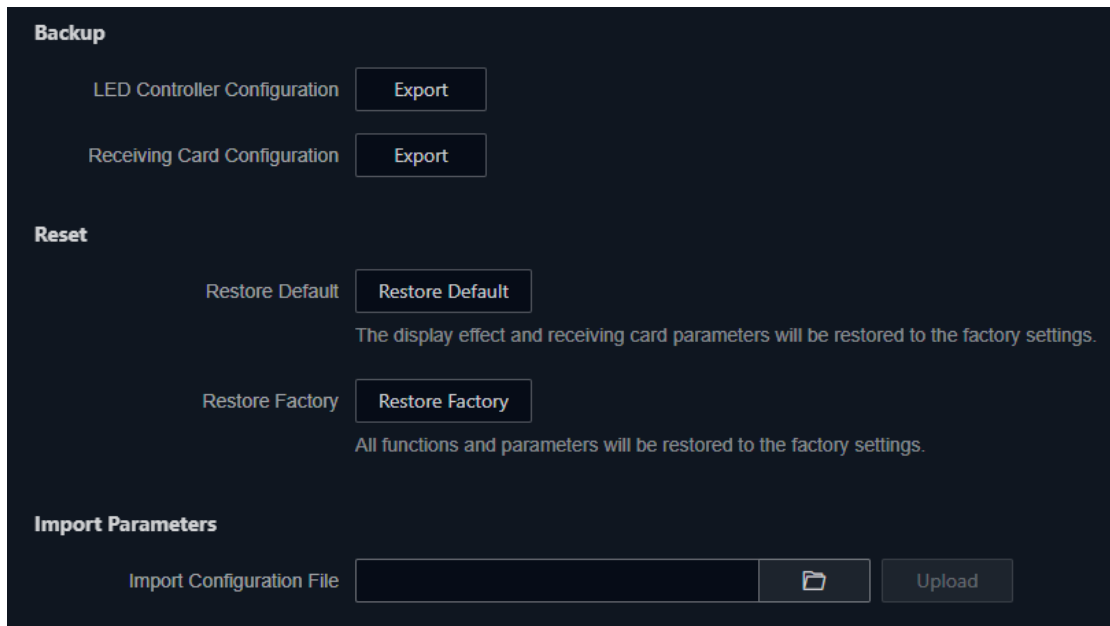 Backup
LED Controller Configuration Export
Receiving Card Configuration Export
Reset
Restore Default Restore Default
The display effect and receiving card parameters will be restored to the factory settings.
Restore Factory Restore Factory
All functions and parameters will be restored to the factory settings.
Import Parameters
Import Configuration File Upload